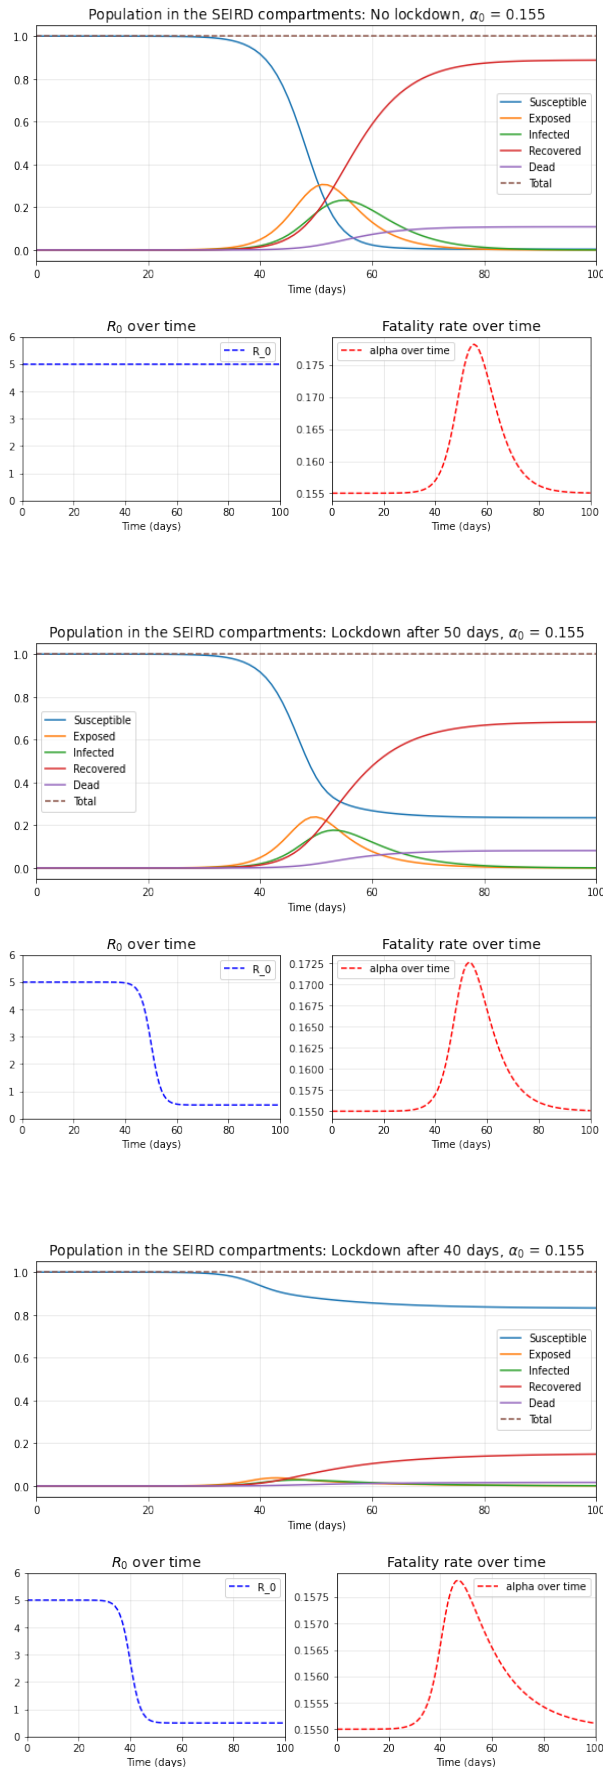 Population in the SEIRD compartments: No lockdown, α₀ = 0.155
1.0
0.8
0.6
0.4
0.2
0.0
Susceptible
Exposed
Infected
Recovered
Dead
Total
0 20 40 60 80 100
Time (days)
R₀ over time
6
5
4
3
2
1
0
R_0
0 20 40 60 80 100
Time (days)
Fatality rate over time
alpha over time
0.175
0.170
0.165
0.160
0.155
0 20 40 60 80 100
Time (days)
Population in the SEIRD compartments: Lockdown after 50 days, α₀ = 0.155
1.0
0.8
0.6
0.4
0.2
0.0
Susceptible
Exposed
Infected
Recovered
Dead
Total
0 20 40 60 80 100
Time (days)
R₀ over time
6
5
4
3
2
1
0
R_0
0 20 40 60 80 100
Time (days)
Fatality rate over time
alpha over time
0.1725
0.1700
0.1675
0.1650
0.1625
0.1600
0.1575
0.1550
0 20 40 60 80 100
Time (days)
Population in the SEIRD compartments: Lockdown after 40 days, α₀ = 0.155
1.0
0.8
0.6
0.4
0.2
0.0
Susceptible
Exposed
Infected
Recovered
Dead
Total
0 20 40 60 80 100
Time (days)
R₀ over time
6
5
4
3
2
1
0
R_0
0 20 40 60 80 100
Time (days)
Fatality rate over time
alpha over time
0.1575
0.1570
0.1565
0.1560
0.1555
0.1550
0 20 40 60 80 100
Time (days)